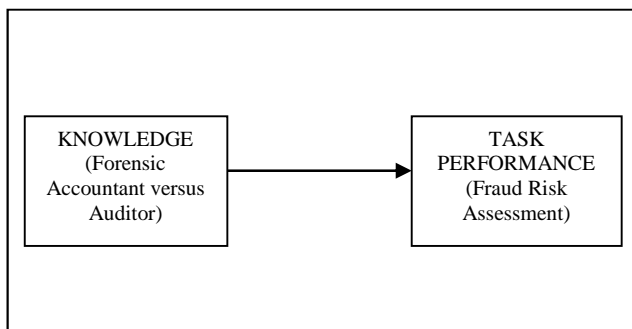 KNOWLEDGE
(Forensic
Accountant versus
Auditor)
TASK
PERFORMANCE
(Fraud Risk
Assessment)